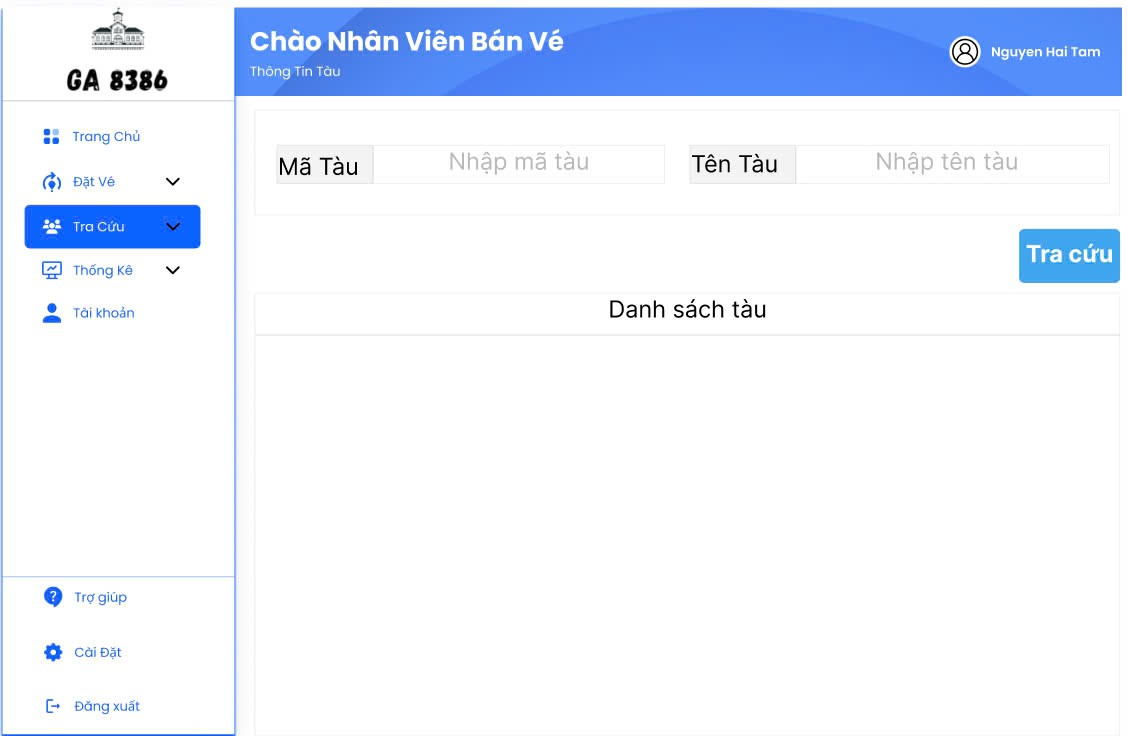 GA 8386
Trang Chủ
Đặt Vé
Tra Cứu
Thống Kê
Tài khoản
Trợ giúp
Cài Đặt
Đăng xuất
Chào Nhân Viên Bán Vé
Thông Tin Tàu
Nguyen Hai Tam
Mã Tàu Nhập mã tàu Tên Tàu Nhập tên tàu
Tra cứu
Danh sách tàu